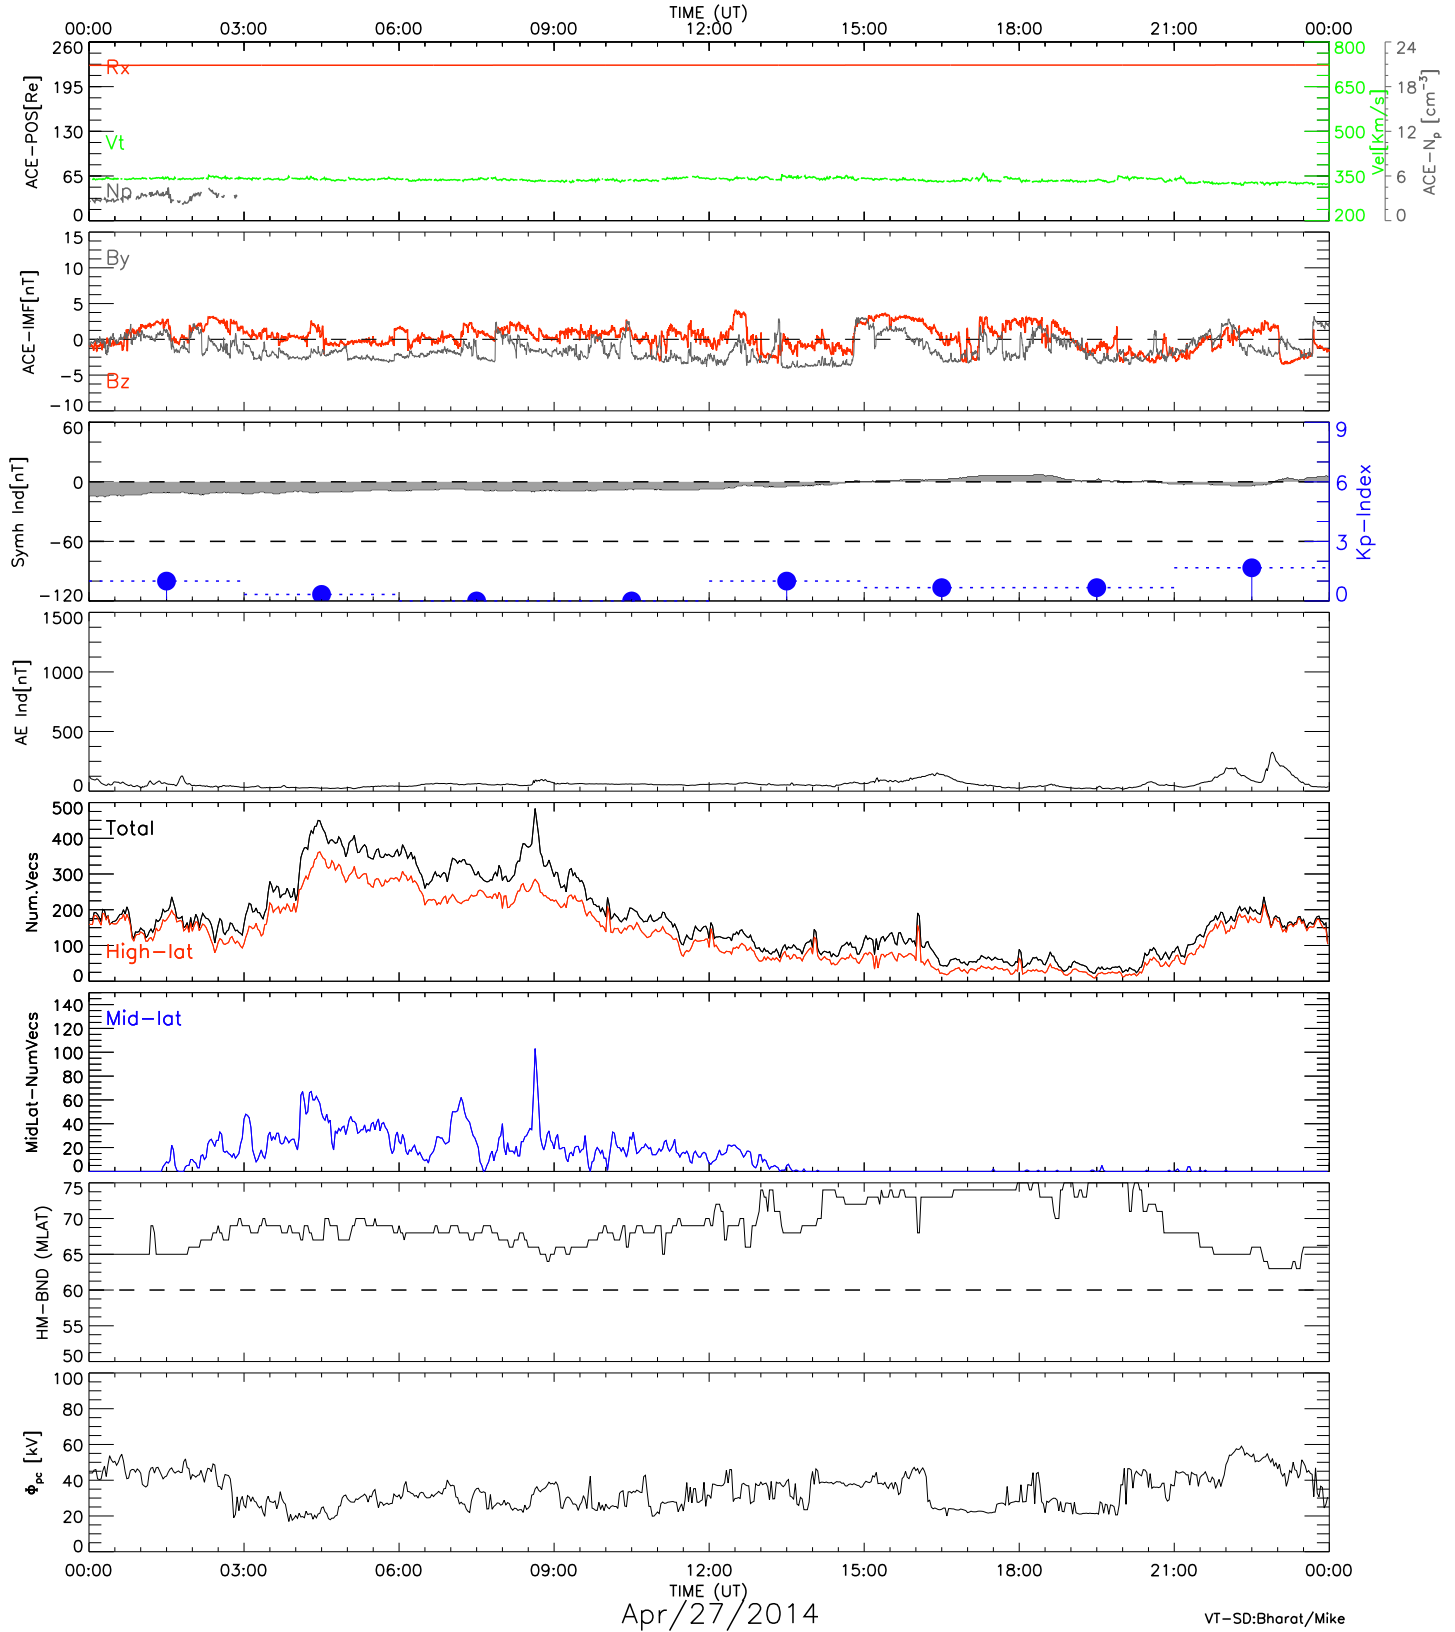 TIME (UT)
00:00 03:00 06:00 09:00 12:00 15:00 18:00 21:00 00:00
ACE-POS[Re]
260
195
130
65
0
Rx
Vt
Np
800
650
500
350
200
Vel[Km/s]
24
18
12
6
0
ACE-Np [cm-3]
ACE-IMF[nT]
15
10
5
0
-5
-10
By
Bz
Symh Ind[nT]
60
0
-60
-120
9
6
3
0
Kp-Index
AE Ind[nT]
1500
1000
500
0
Num.Vecs
500
400
300
200
100
0
Total
High-lat
MidLat-NumVecs
140
120
100
80
60
40
20
0
Mid-lat
HM-BND (MLAT)
75
70
65
60
55
50
Φpc [kV]
100
80
60
40
20
0
00:00 03:00 06:00 09:00 12:00 15:00 18:00 21:00 00:00
TIME (UT)
Apr/27/2014
VT-SD:Bharat/Mike